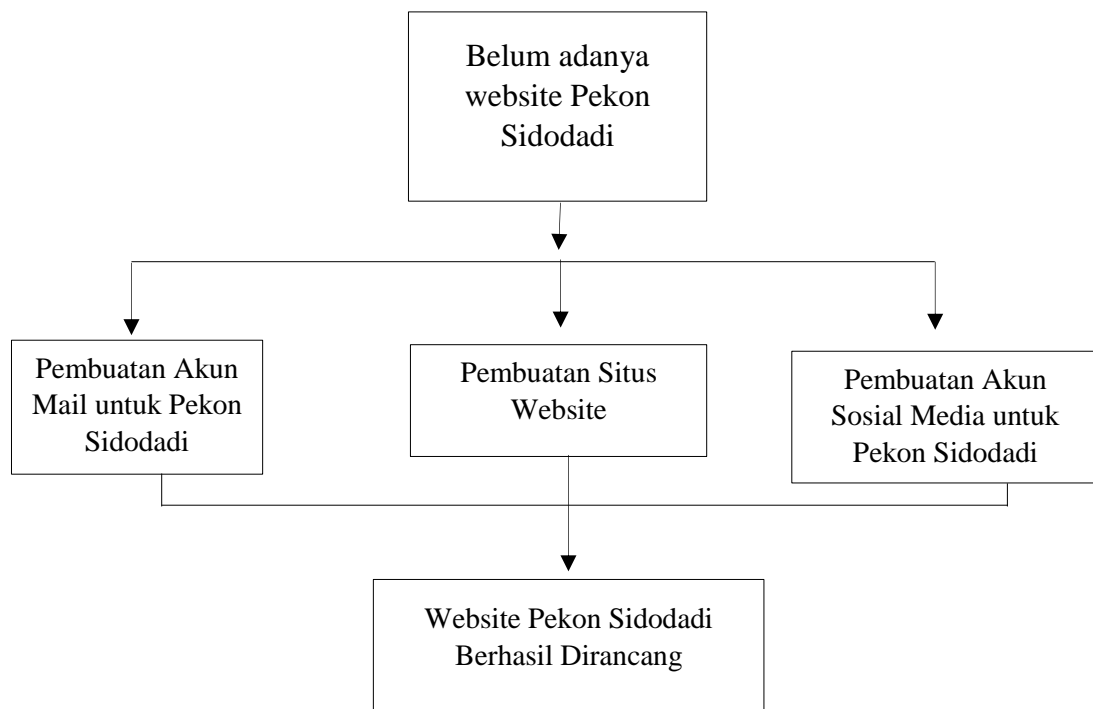 Belum adanya
website Pekon
Sidodadi
Pembuatan Akun
Mail untuk Pekon
Sidodadi
Pembuatan Situs
Website
Pembuatan Akun
Sosial Media untuk
Pekon Sidodadi
Website Pekon Sidodadi
Berhasil Dirancang